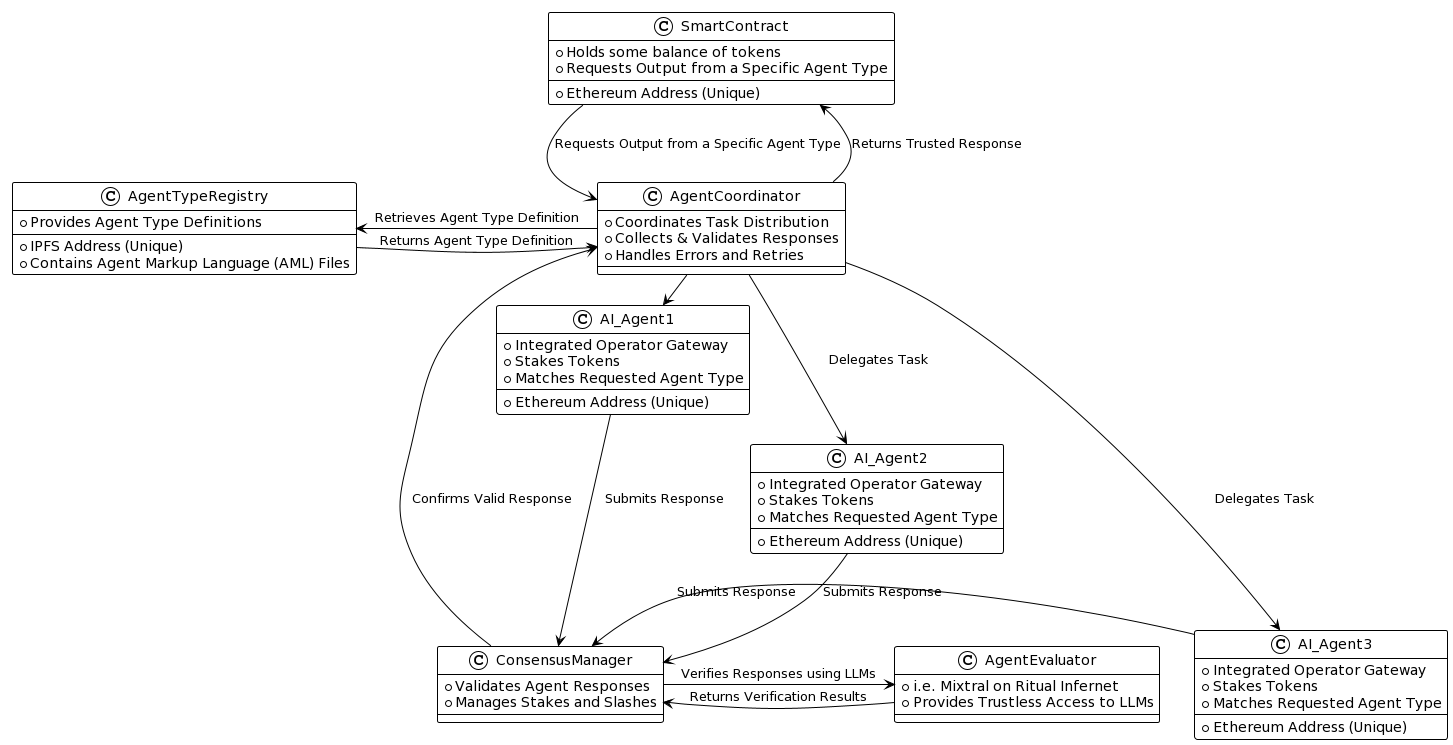 C SmartContract
Holds some balance of tokens
Requests Output from a Specific Agent Type
Ethereum Address (Unique)
Requests Output from a Specific Agent Type
Returns Trusted Response
C AgentTypeRegistry
Provides Agent Type Definitions
IPFS Address (Unique)
Contains Agent Markup Language (AML) Files
Retrieves Agent Type Definition
Returns Agent Type Definition
C AgentCoordinator
Coordinates Task Distribution
Collects & Validates Responses
Handles Errors and Retries
C AI_Agent1
Integrated Operator Gateway
Stakes Tokens
Matches Requested Agent Type
Ethereum Address (Unique)
Delegates Task
C AI_Agent2
Integrated Operator Gateway
Stakes Tokens
Matches Requested Agent Type
Ethereum Address (Unique)
Confirms Valid Response
Submits Response
Delegates Task
Submits Response
Submits Response
C ConsensusManager
Validates Agent Responses
Manages Stakes and Slashes
Verifies Responses using LLMs
Returns Verification Results
C AgentEvaluator
i.e. Mixtral on Ritual Infernet
Provides Trustless Access to LLMs
C AI_Agent3
Integrated Operator Gateway
Stakes Tokens
Matches Requested Agent Type
Ethereum Address (Unique)